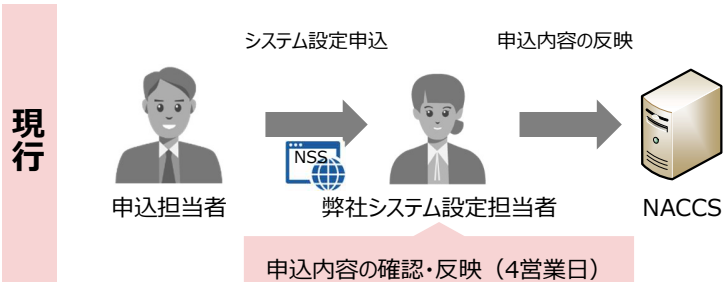 現行
システム設定申込
申込内容の反映
NSS
申込担当者
弊社システム設定担当者
NACCS
申込内容の確認・反映（4営業日）